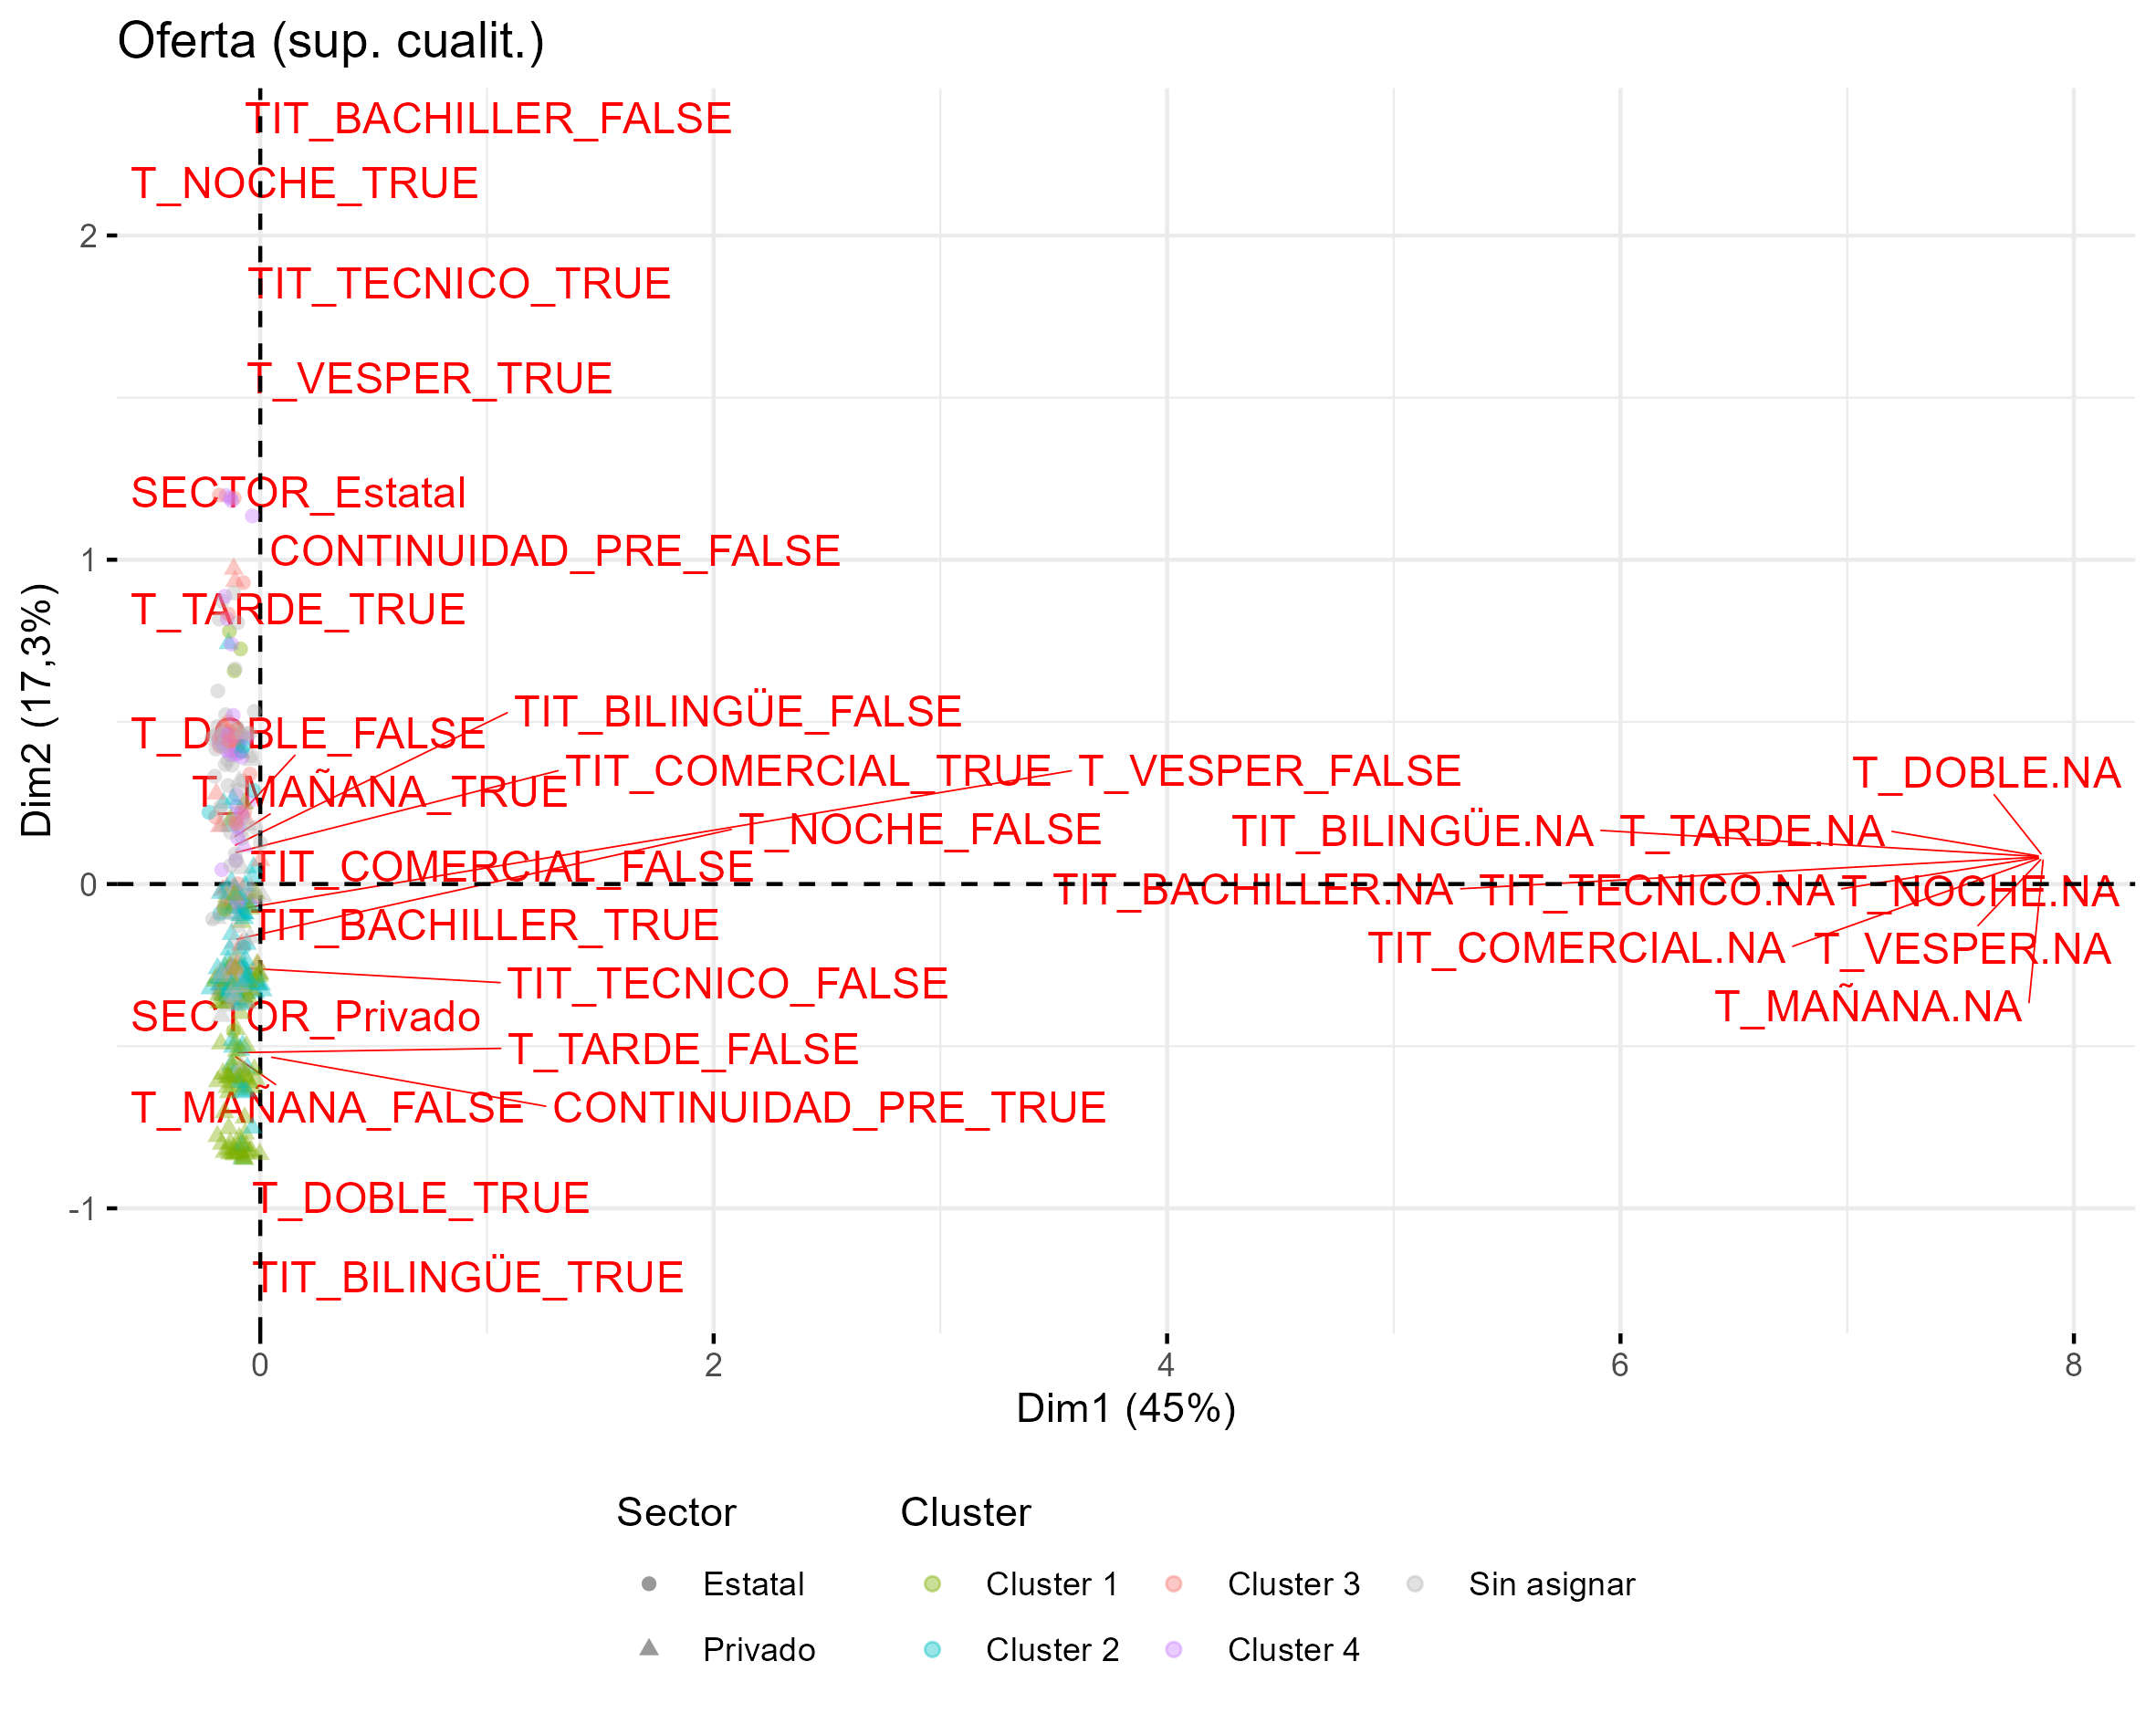 Oferta (sup. cualit.)
TIT_BACHILLER_FALSE
T_NOCHE_TRUE
2
TIT_TECNICO_TRUE
T_VESPER_TRUE
SECTOR_Estatal
CONTINUIDAD_PRE_FALSE
1
T_TARDE_TRUE
TIT_BILINGÜE_FALSE
T_DOBLE_FALSE
TIT_COMERCIAL_TRUE T_VESPER_FALSE
T_DOBLE.NA
T_MAÑANA_TRUE
T_NOCHE_FALSE
TIT_BILINGÜE.NA T_TARDE.NA
TIT_COMERCIAL_FALSE
0
TIT_BACHILLER.NA TIT_TECNICO.NA T_NOCHE.NA
TIT_BACHILLER_TRUE
TIT_COMERCIAL.NA T_VESPER.NA
TIT_TECNICO_FALSE
T_MAÑANA.NA
SECTOR_Privado
T_TARDE_FALSE
T_MAÑANA_FALSE CONTINUIDAD_PRE_TRUE
T_DOBLE_TRUE
-1
TIT_BILINGÜE_TRUE
Dim2 (17,3%)
0 2 4 6 8
Dim1 (45%)
Sector Cluster
Estatal Cluster 1 Cluster 3 Sin asignar
Privado Cluster 2 Cluster 4